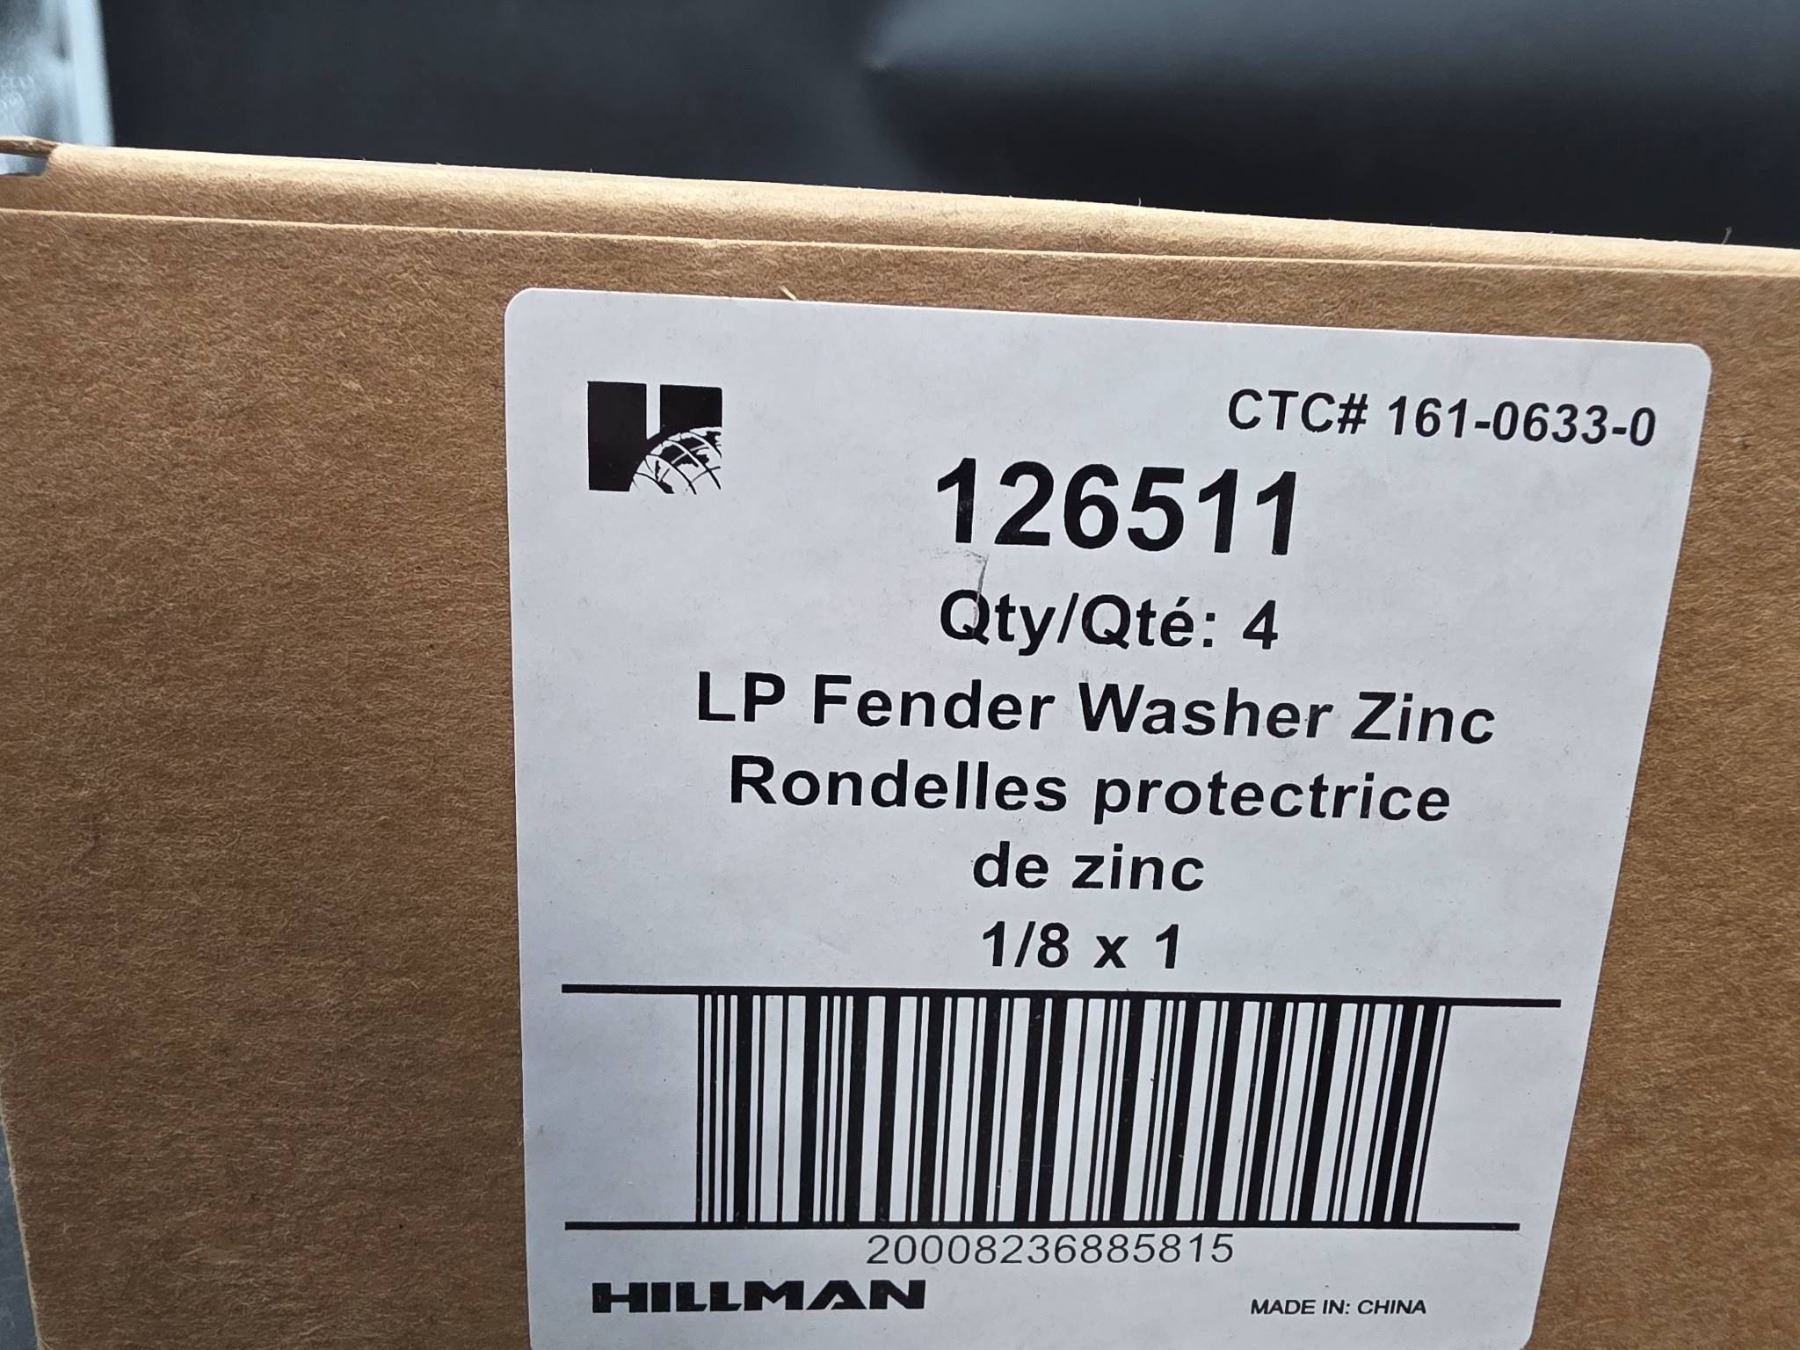 CTC# 161-0633-0
126511
Qty/Qté: 4
LP Fender Washer Zinc
Rondelles protectrice
de zinc
1/8 x 1
20008236885815
HILLMAN
MADE IN: CHINA